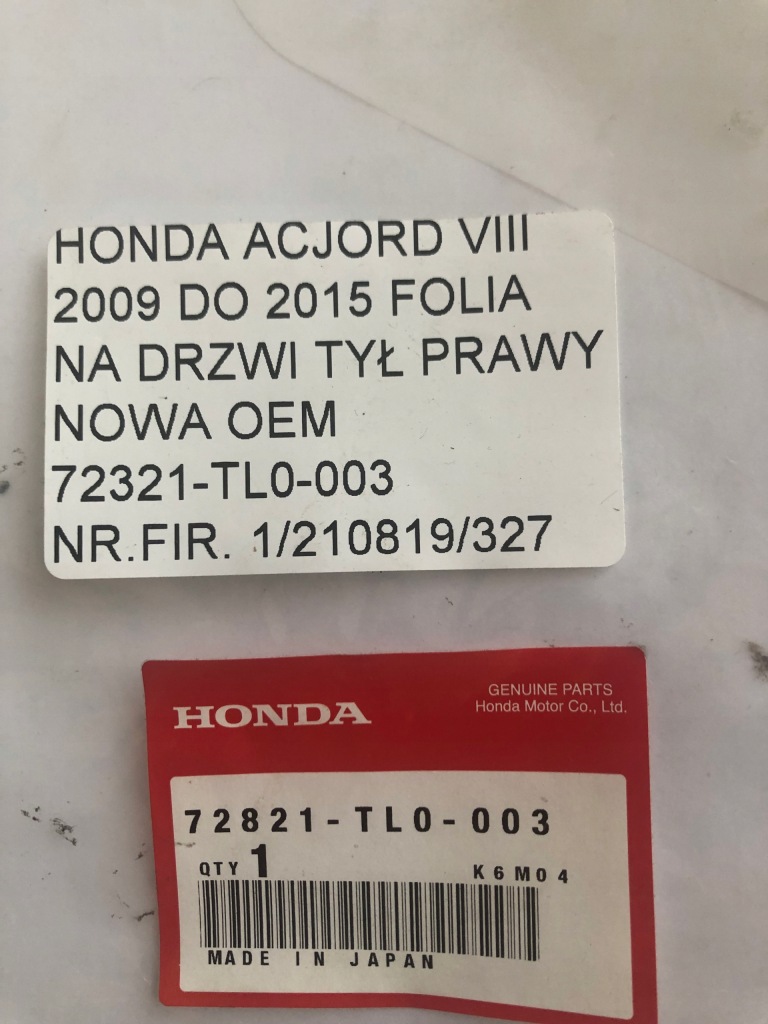 HONDA ACJORD VIII
2009 DO 2015 FOLIA
NA DRZWI TYŁ PRAWY
NOWA OEM
72321-TL0-003
NR.FIR. 1/210819/327
HONDA
GENUINE PARTS
Honda Motor Co., Ltd.
72821-TL0-003
QTY 1 K6M04
MADE IN JAPAN